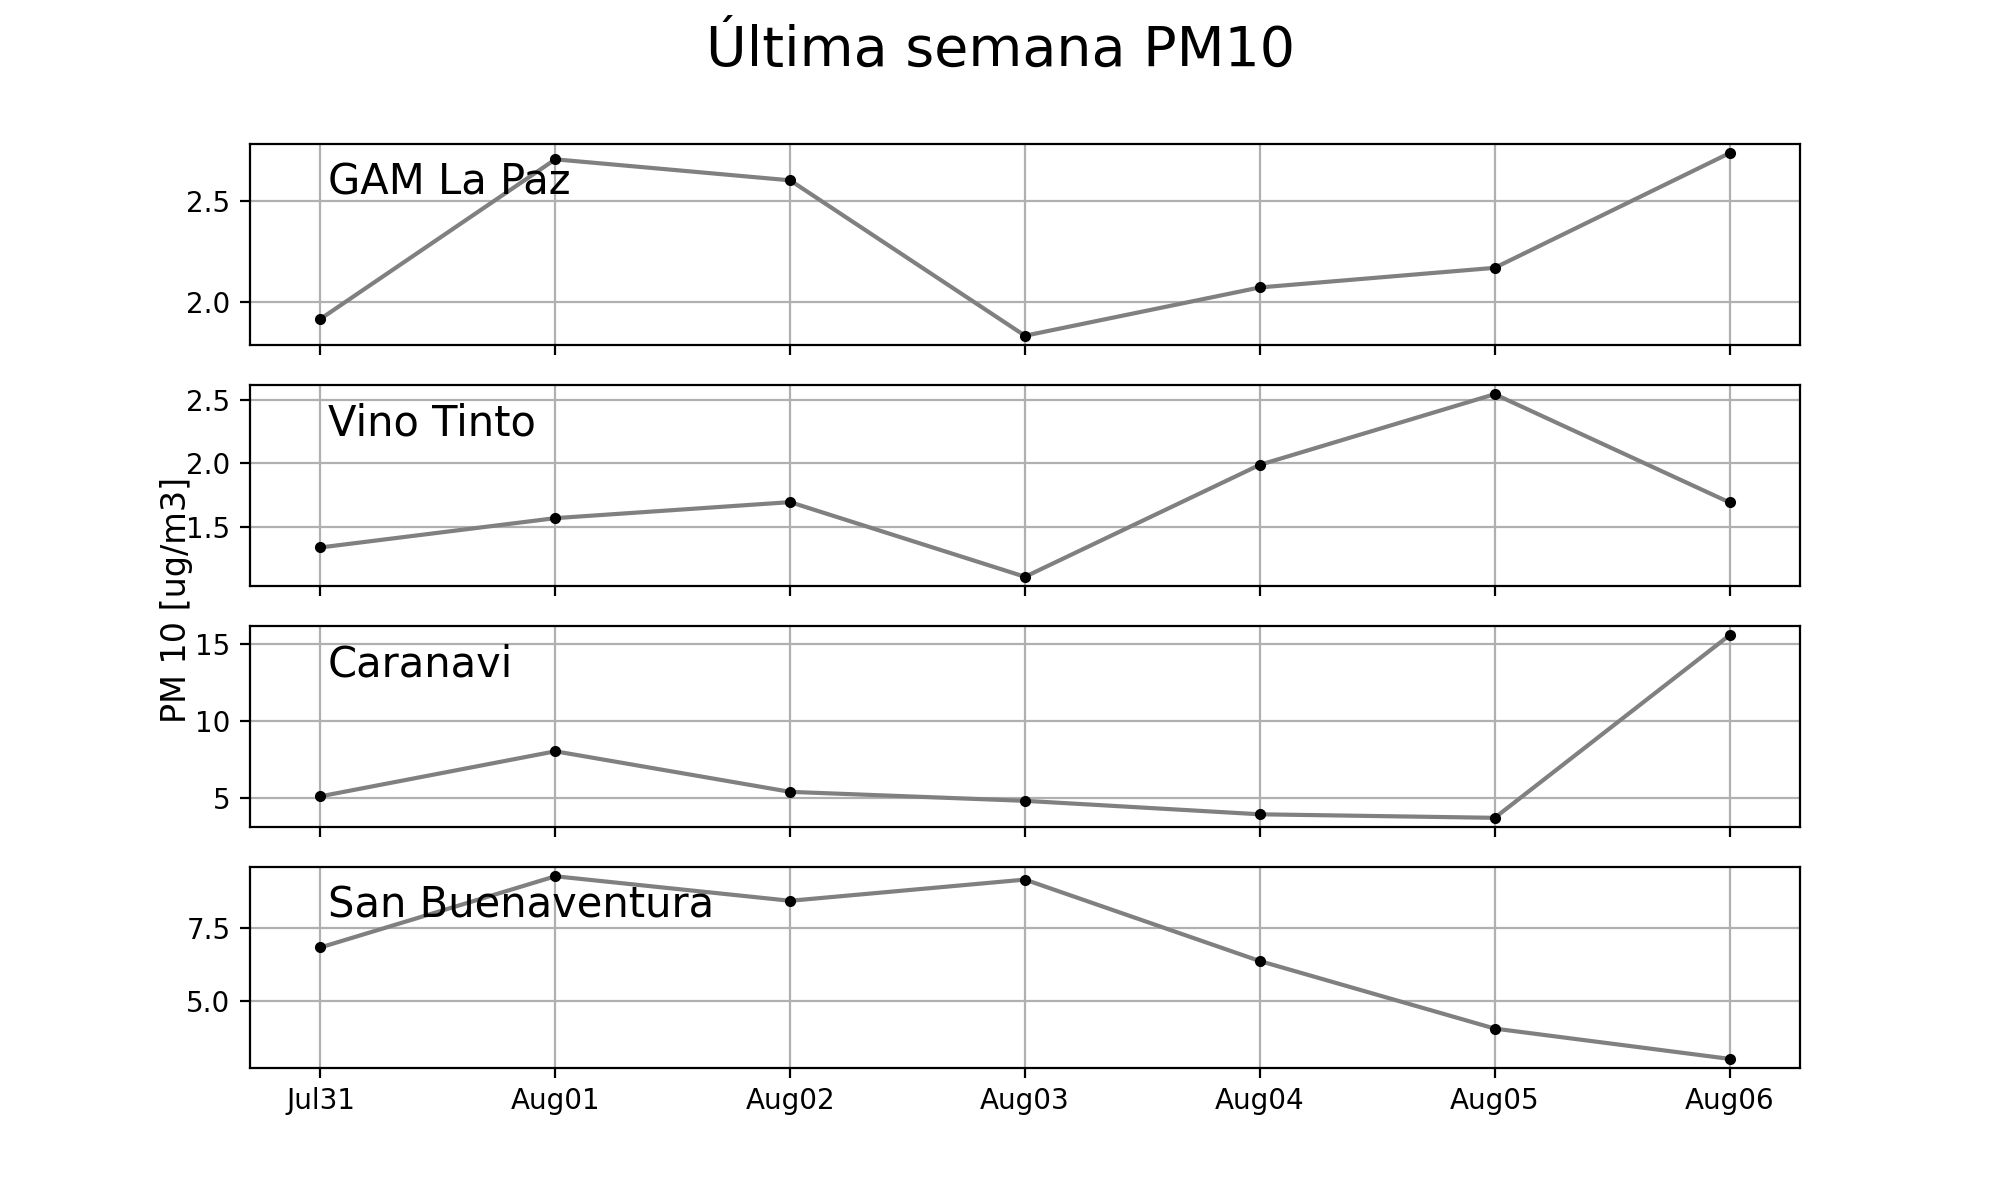 Última semana PM10
GAM La Paz
2.5
2.0
Vino Tinto
2.5
2.0
1.5
PM 10 [ug/m3]
Caranavi
15
10
5
San Buenaventura
7.5
5.0
Jul31 Aug01 Aug02 Aug03 Aug04 Aug05 Aug06